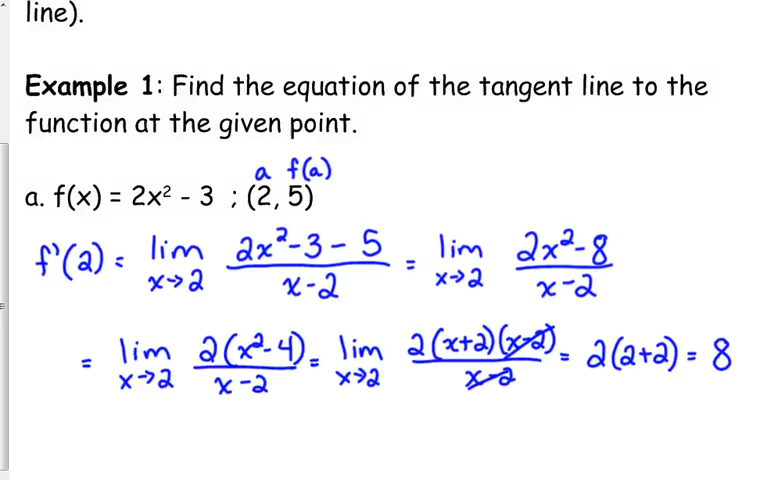 line).
Example 1: Find the equation of the tangent line to the
function at the given point.
a f(a)
a. f(x) = 2x² - 3 ; (2, 5)
f'(2) = lim x→2 (2x²-3-5)/(x-2) = lim x→2 (2x²-8)/(x-2)
= lim x→2 2(x²-4)/(x-2) = lim x→2 2(x+2)(x-2)/(x-2) = 2(2+2) = 8